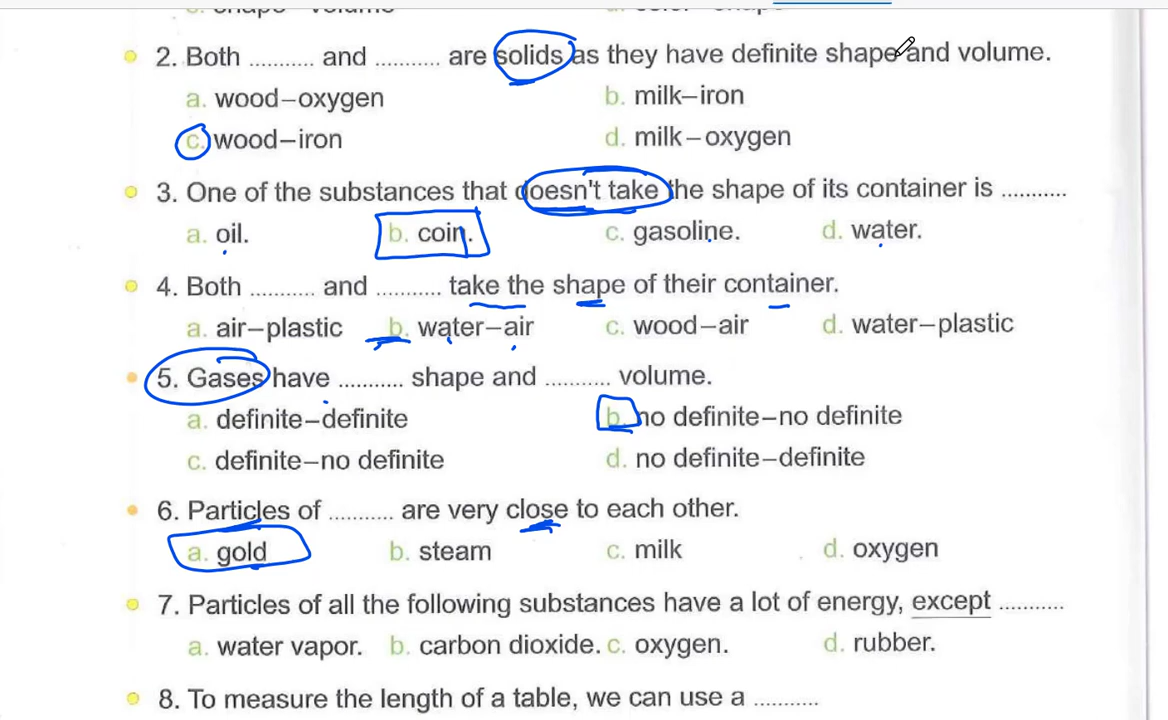 2. Both ........... and ........... are solids as they have definite shape and volume.
a. wood–oxygen b. milk–iron
c. wood–iron d. milk–oxygen
3. One of the substances that doesn't take the shape of its container is ...........
a. oil. b. coin. c. gasoline. d. water.
4. Both ........... and ........... take the shape of their container.
a. air–plastic b. water–air c. wood–air d. water–plastic
5. Gases have ........... shape and ........... volume.
a. definite–definite b. no definite–no definite
c. definite–no definite d. no definite–definite
6. Particles of ........... are very close to each other.
a. gold b. steam c. milk d. oxygen
7. Particles of all the following substances have a lot of energy, except ...........
a. water vapor. b. carbon dioxide. c. oxygen. d. rubber.
8. To measure the length of a table, we can use a ...........